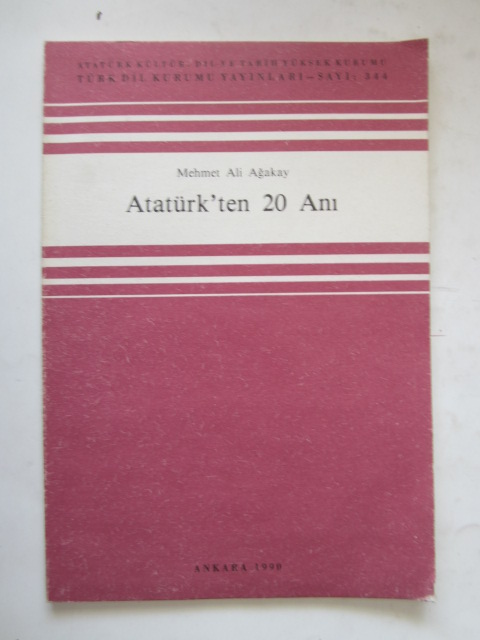 ATATÜRK KÜLTÜR, DİL VE TARİH YÜKSEK KURUMU
TÜRK DİL KURUMU YAYINLARI — SAYI: 344
Mehmet Ali Ağakay
Atatürk'ten 20 Anı
ANKARA - 1990